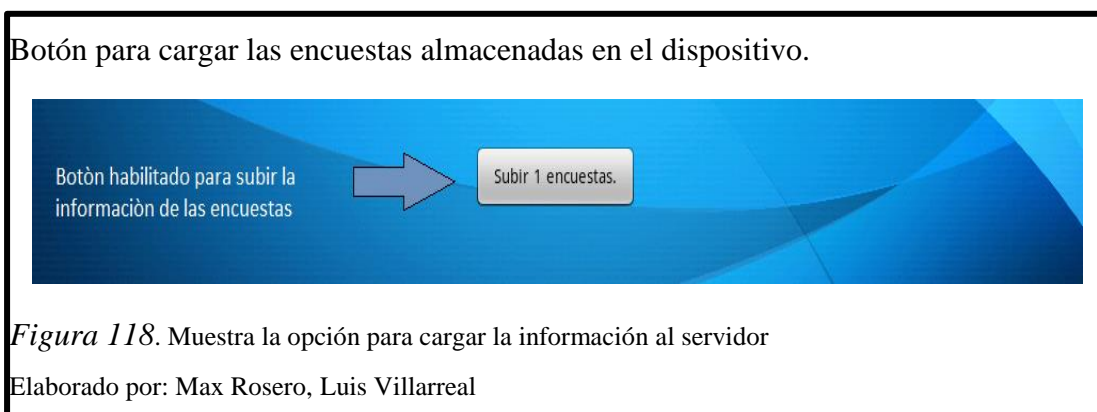 Botón para cargar las encuestas almacenadas en el dispositivo.
Botòn habilitado para subir la
informaciòn de las encuestas
Subir 1 encuestas.
Figura 118. Muestra la opción para cargar la información al servidor
Elaborado por: Max Rosero, Luis Villarreal